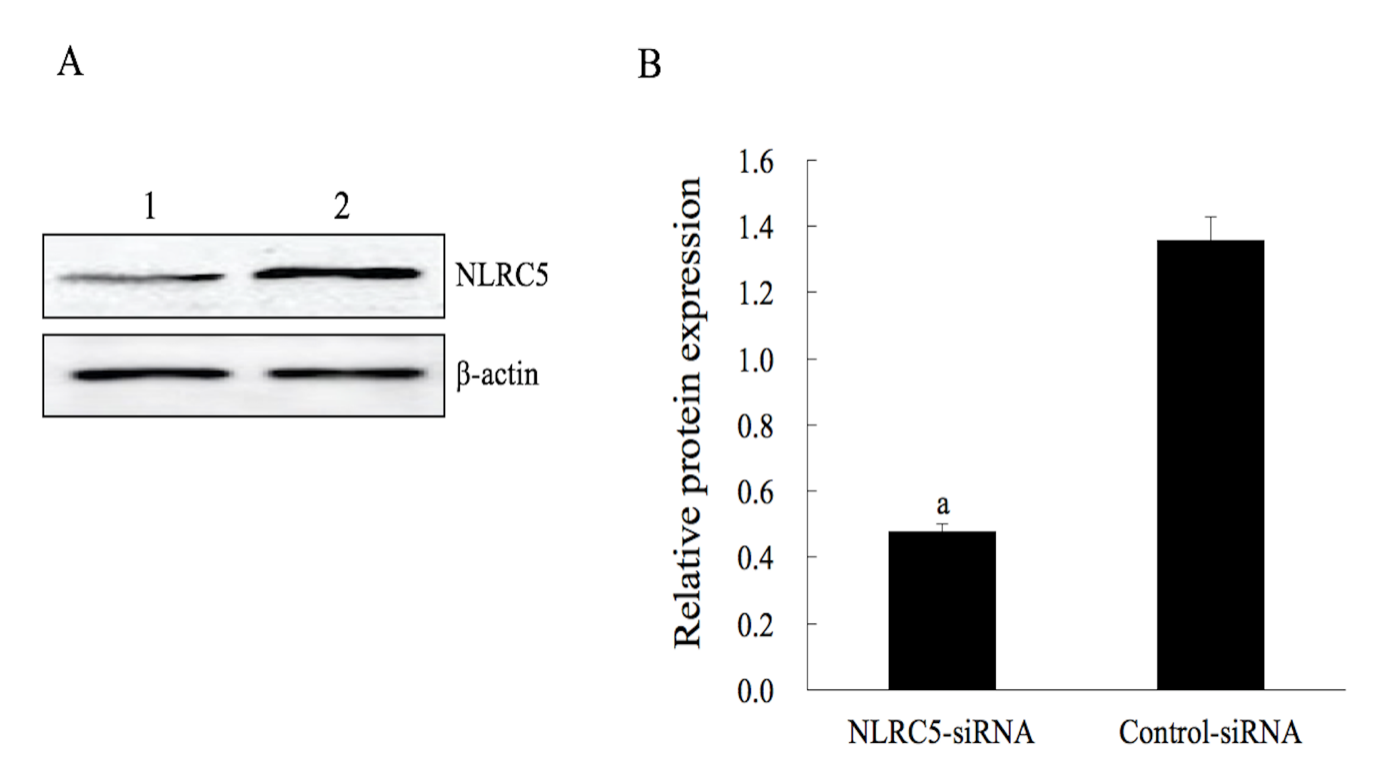 A
1 2
NLRC5
β-actin
B
Relative protein expression
1.6
1.4
1.2
1.0
0.8
0.6
0.4
0.2
0.0
a
NLRC5-siRNA Control-siRNA